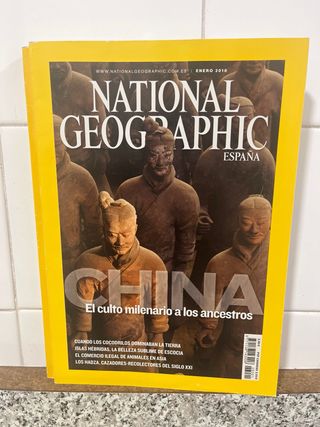 WWW.NATIONALGEOGRAPHIC.COM.ES | ENERO 2010
NATIONAL
GEOGRAPHIC
ESPAÑA
CHINA
El culto milenario a los ancestros
CUANDO LOS COCODRILOS DOMINABAN LA TIERRA
ISLAS HÉBRIDAS, LA BELLEZA SUBLIME DE ESCOCIA
EL COMERCIO ILEGAL DE ANIMALES EN ASIA
LOS HADZA, CAZADORES-RECOLECTORES DEL SIGLO XXI